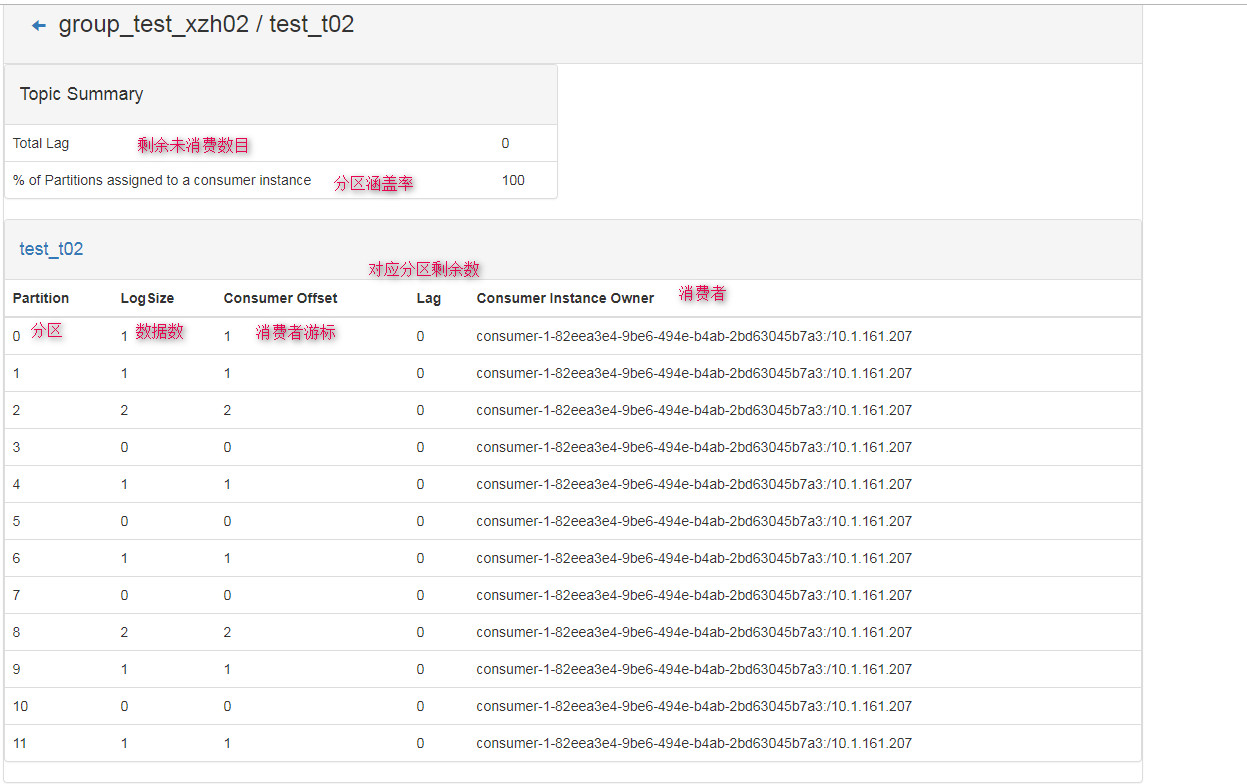 group_test_xzh02 / test_t02
Topic Summary
Total Lag 剩余未消费数目 0
% of Partitions assigned to a consumer instance 分区涵盖率 100
test_t02
对应分区剩余数
Partition LogSize Consumer Offset Lag Consumer Instance Owner 消费者
0 分区 1 数据数 1 消费者游标 0 consumer-1-82eea3e4-9be6-494e-b4ab-2bd63045b7a3:/10.1.161.207
1 1 1 0 consumer-1-82eea3e4-9be6-494e-b4ab-2bd63045b7a3:/10.1.161.207
2 2 2 0 consumer-1-82eea3e4-9be6-494e-b4ab-2bd63045b7a3:/10.1.161.207
3 0 0 0 consumer-1-82eea3e4-9be6-494e-b4ab-2bd63045b7a3:/10.1.161.207
4 1 1 0 consumer-1-82eea3e4-9be6-494e-b4ab-2bd63045b7a3:/10.1.161.207
5 0 0 0 consumer-1-82eea3e4-9be6-494e-b4ab-2bd63045b7a3:/10.1.161.207
6 1 1 0 consumer-1-82eea3e4-9be6-494e-b4ab-2bd63045b7a3:/10.1.161.207
7 0 0 0 consumer-1-82eea3e4-9be6-494e-b4ab-2bd63045b7a3:/10.1.161.207
8 2 2 0 consumer-1-82eea3e4-9be6-494e-b4ab-2bd63045b7a3:/10.1.161.207
9 1 1 0 consumer-1-82eea3e4-9be6-494e-b4ab-2bd63045b7a3:/10.1.161.207
10 0 0 0 consumer-1-82eea3e4-9be6-494e-b4ab-2bd63045b7a3:/10.1.161.207
11 1 1 0 consumer-1-82eea3e4-9be6-494e-b4ab-2bd63045b7a3:/10.1.161.207